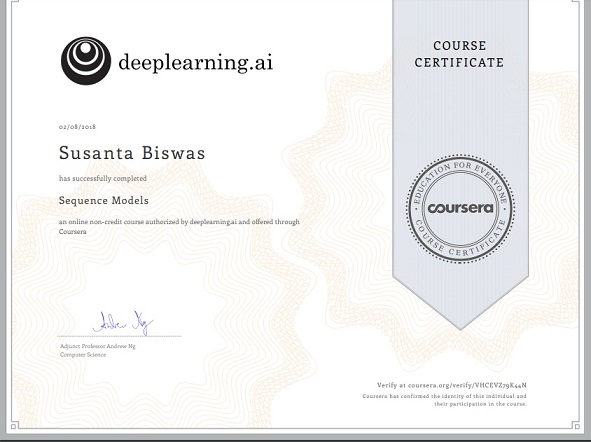 deeplearning.ai
COURSE
CERTIFICATE
02/08/2018
Susanta Biswas
has successfully completed
Sequence Models
an online non-credit course authorized by deeplearning.ai and offered through
Coursera
EDUCATION FOR EVERYONE
coursera
COURSE CERTIFICATE
Andrew Ng
Adjunct Professor Andrew Ng
Computer Science
Verify at coursera.org/verify/VHCEVZ79K44N
Coursera has confirmed the identity of this individual and
their participation in the course.